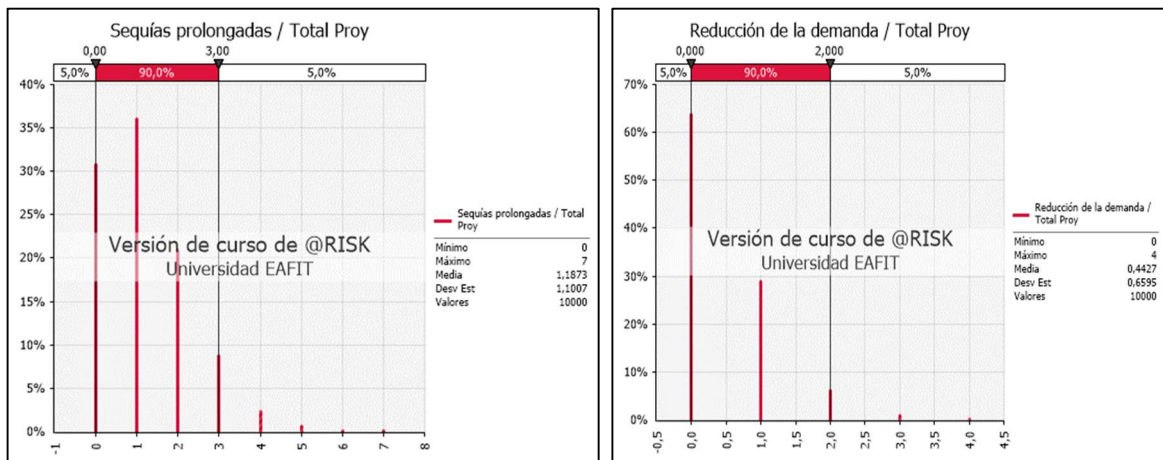 Sequías prolongadas / Total Proy
0,00 3,00
5,0% 90,0% 5,0%
40%
35%
30%
25%
20%
15%
10%
5%
0%
-1 0 1 2 3 4 5 6 7 8
Versión de curso de @RISK
Universidad EAFIT
Sequías prolongadas / Total
Proy
Mínimo 0
Máximo 7
Media 1,1873
Desv Est 1,1007
Valores 10000
Reducción de la demanda / Total Proy
0,000 2,000
5,0% 90,0% 5,0%
70%
60%
50%
40%
30%
20%
10%
0%
-0,5 0,0 0,5 1,0 1,5 2,0 2,5 3,0 3,5 4,0 4,5
Versión de curso de @RISK
Universidad EAFIT
Reducción de la demanda /
Total Proy
Mínimo 0
Máximo 4
Media 0,4427
Desv Est 0,6595
Valores 10000